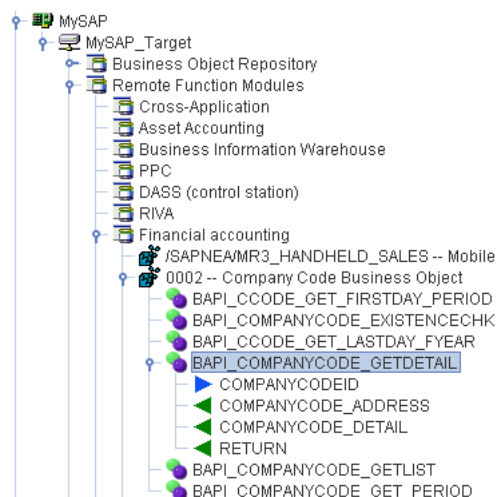 MySAP
MySAP_Target
Business Object Repository
Remote Function Modules
Cross-Application
Asset Accounting
Business Information Warehouse
PPC
DASS (control station)
RIVA
Financial accounting
/SAPNEA/MR3_HANDHELD_SALES -- Mobile
0002 -- Company Code Business Object
BAPI_CCODE_GET_FIRSTDAY_PERIOD
BAPI_COMPANYCODE_EXISTENCECHK
BAPI_CCODE_GET_LASTDAY_FYEAR
BAPI_COMPANYCODE_GETDETAIL
COMPANYCODEID
COMPANYCODE_ADDRESS
COMPANYCODE_DETAIL
RETURN
BAPI_COMPANYCODE_GETLIST
BAPI_COMPANYCODE_GET_PERIOD